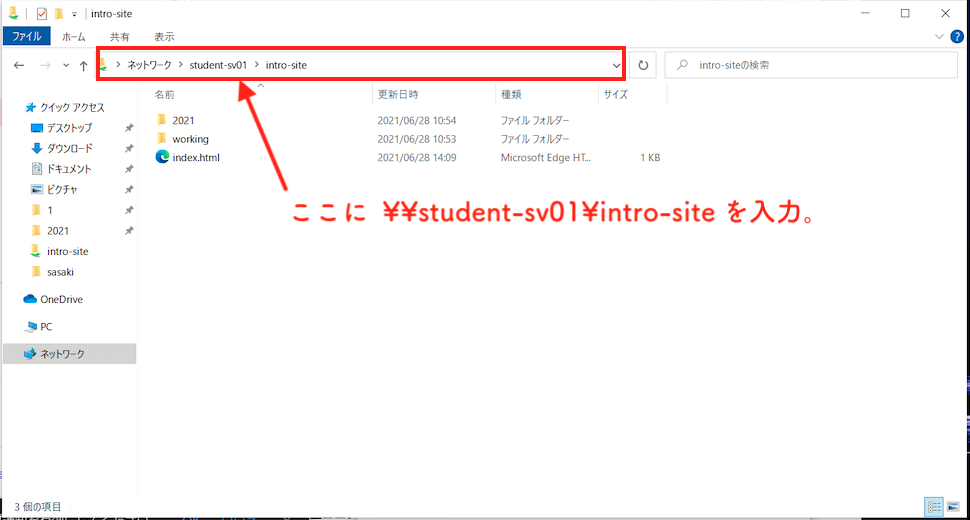 intro-site
ファイル ホーム 共有 表示
ネットワーク student-sv01 intro-site
intro-siteの検索
名前 更新日時 種類 サイズ
クイック アクセス
デスクトップ
ダウンロード
ドキュメント
ピクチャ
1
2021
intro-site
sasaki
OneDrive
PC
ネットワーク
2021 2021/06/28 10:54 ファイル フォルダー
working 2021/06/28 10:53 ファイル フォルダー
index.html 2021/06/28 14:09 Microsoft Edge HT... 1 KB
ここに ¥¥student-sv01¥intro-site を入力。
3 個の項目